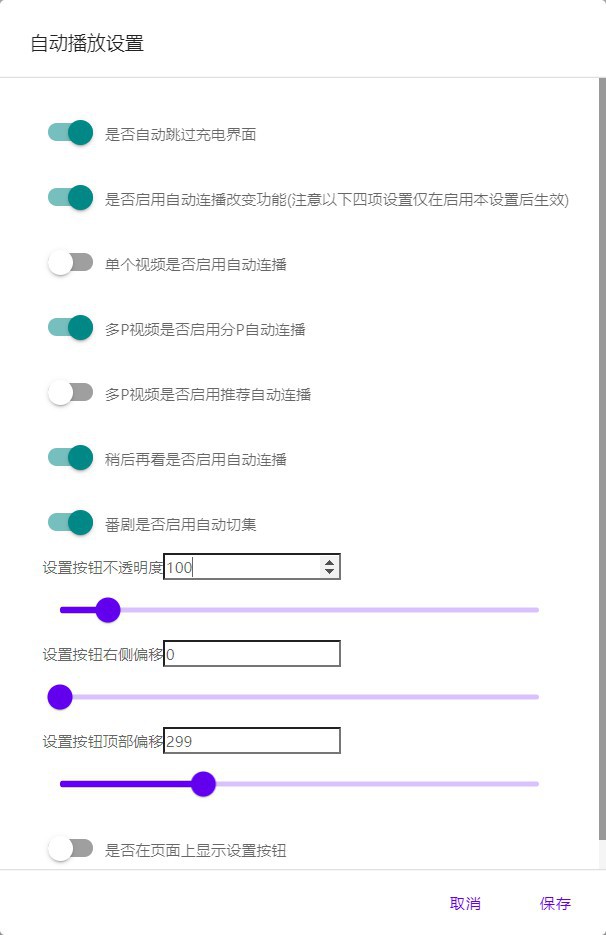 自动播放设置
是否自动跳过充电界面
是否启用自动连播改变功能(注意以下四项设置仅在启用本设置后生效)
单个视频是否启用自动连播
多P视频是否启用分P自动连播
多P视频是否启用推荐自动连播
稍后再看是否启用自动连播
番剧是否启用自动切集
设置按钮不透明度100
设置按钮右侧偏移0
设置按钮顶部偏移299
是否在页面上显示设置按钮
取消 保存